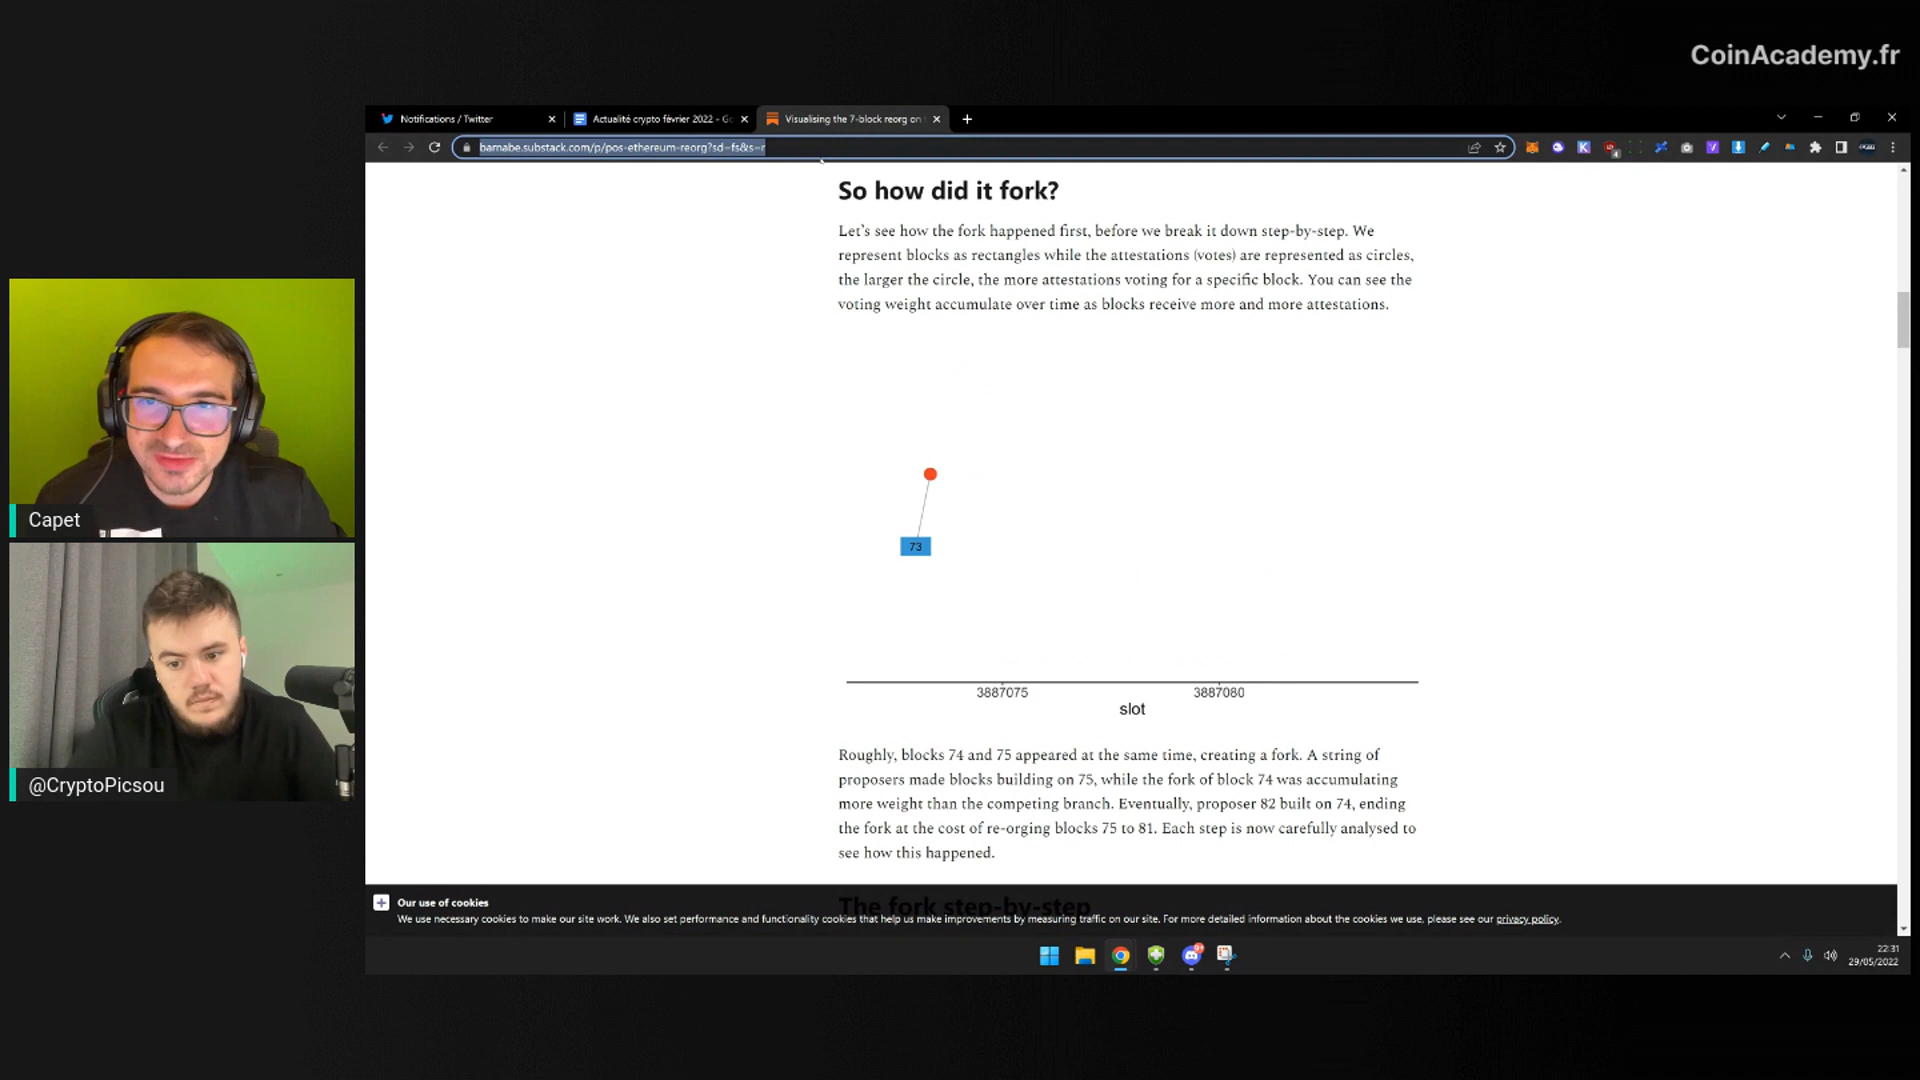 CoinAcademy.fr
Notifications / Twitter
Actualité crypto février 2022 - Go
Visualising the 7-block reorg on
barnabe.substack.com/p/pos-ethereum-reorg?sd=fs&s=r
So how did it fork?
Let's see how the fork happened first, before we break it down step-by-step. We
represent blocks as rectangles while the attestations (votes) are represented as circles,
the larger the circle, the more attestations voting for a specific block. You can see the
voting weight accumulate over time as blocks receive more and more attestations.
73
3887075
3887080
slot
Roughly, blocks 74 and 75 appeared at the same time, creating a fork. A string of
proposers made blocks building on 75, while the fork of block 74 was accumulating
more weight than the competing branch. Eventually, proposer 82 built on 74, ending
the fork at the cost of re-orging blocks 75 to 81. Each step is now carefully analysed to
see how this happened.
The fork step-by-step
Our use of cookies
We use necessary cookies to make our site work. We also set performance and functionality cookies that help us make improvements by measuring traffic on our site. For more detailed information about the cookies we use, please see our privacy policy.
22:31
29/05/2022
Capet
@CryptoPicsou